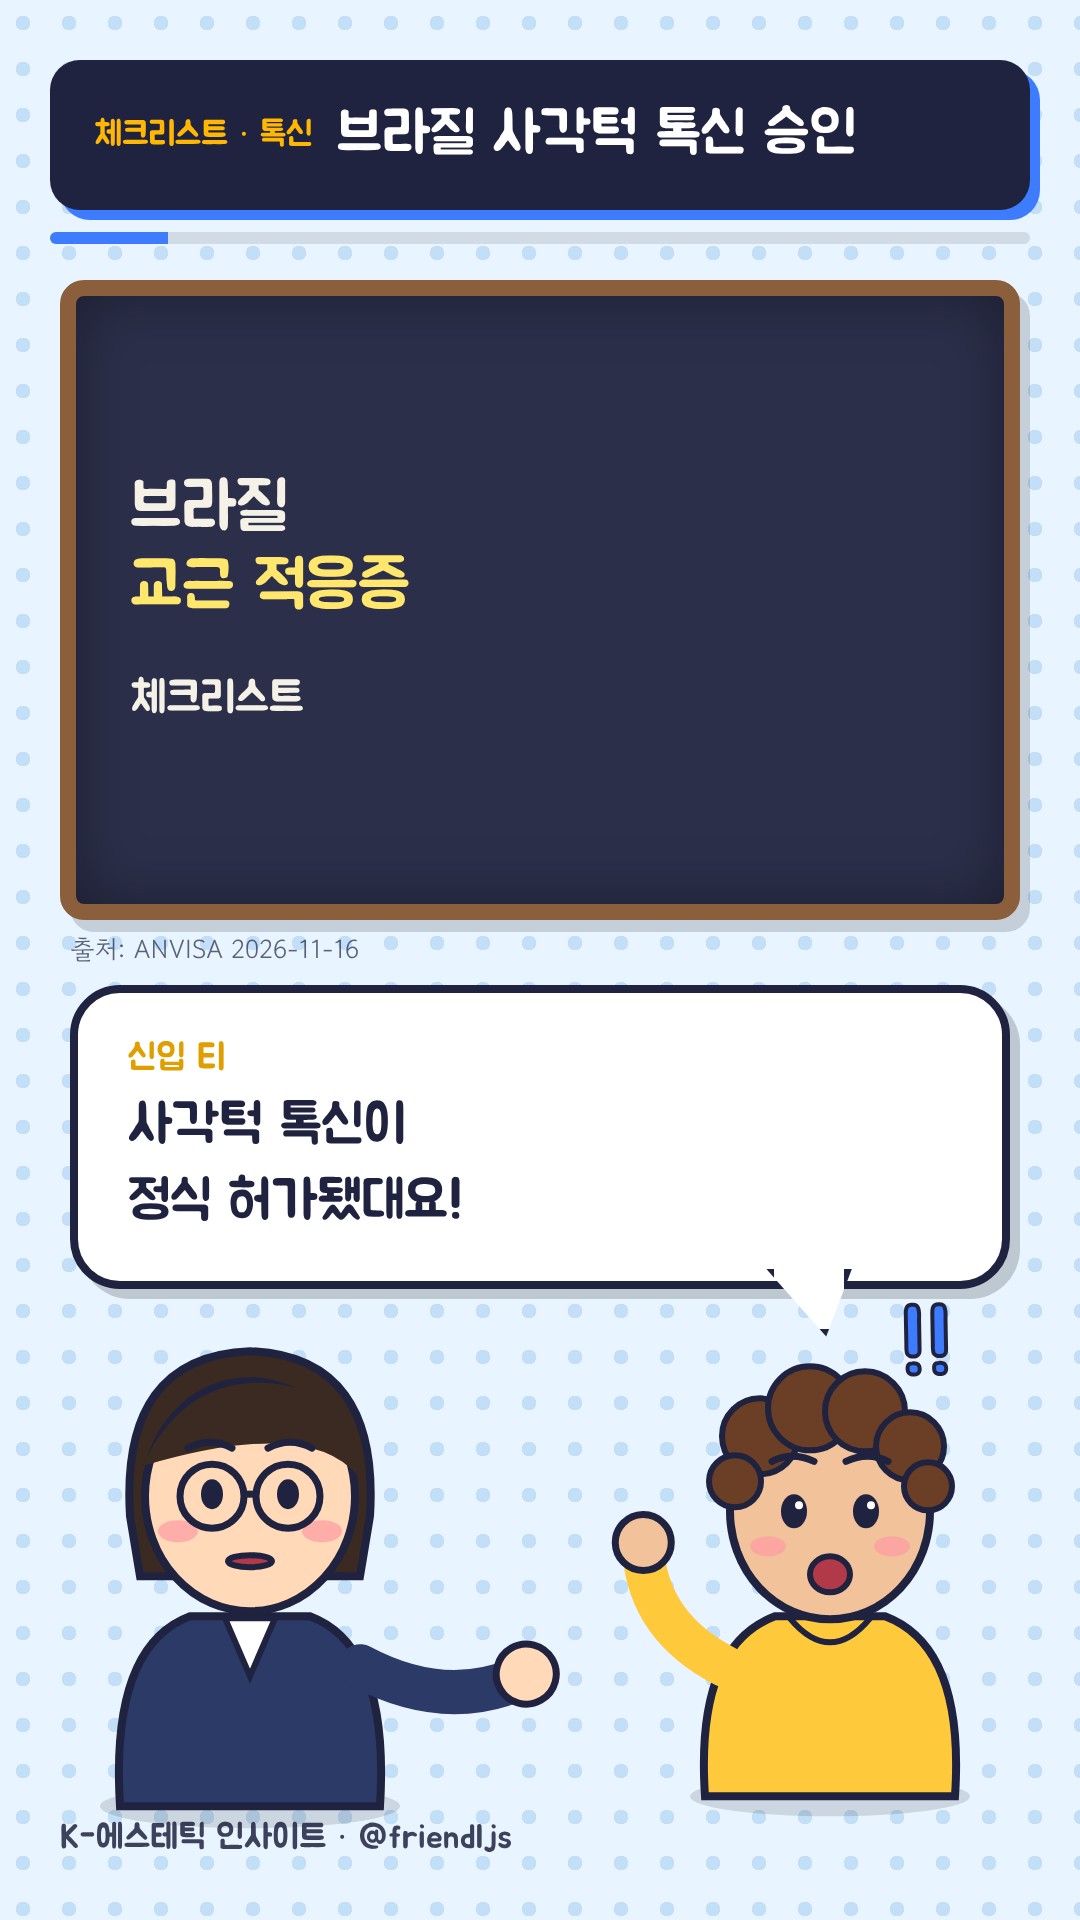 체크리스트 · 톡신 브라질 사각턱 톡신 승인
브라질
교근 적응증
체크리스트
출처: ANVISA 2026-11-16
신입 티
사각턱 톡신이
정식 허가됐대요!
!!
K-에스테틱 인사이트 · @friendljs